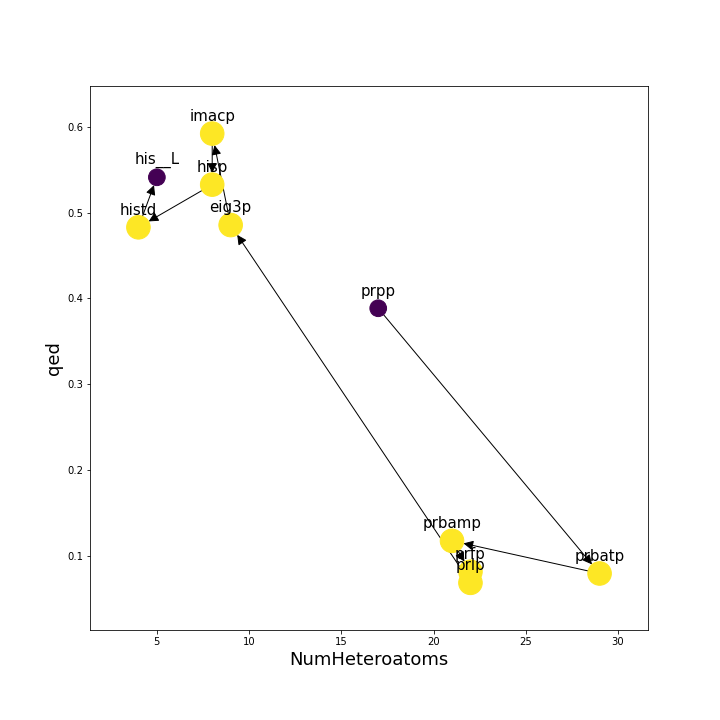 imacp
his__L
hisp
histd
eig3p
prpp
prbamp
prfp
prlp
prbatp
0.6
0.5
0.4
0.3
0.2
0.1
qed
5
10
15
20
25
30
NumHeteroatoms